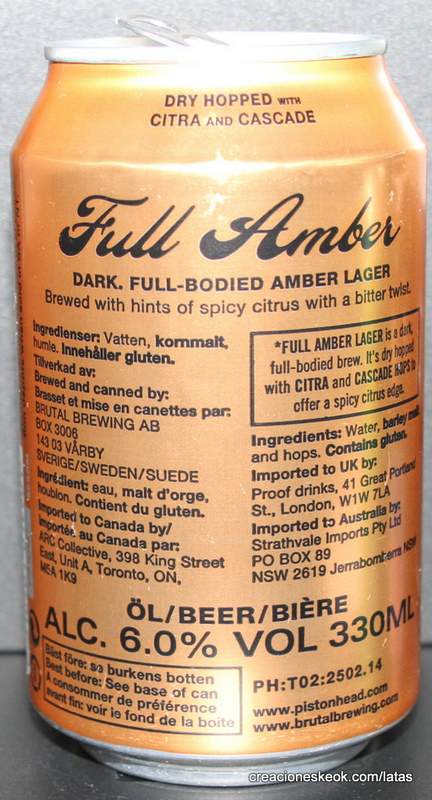 DRY HOPPED WITH
CITRA AND CASCADE
Full Amber
DARK. FULL-BODIED AMBER LAGER
Brewed with hints of spicy citrus with a bitter twist.
Ingredienser: Vatten, kornmalt,
humle. Innehåller gluten.
Tillverkad av:
Brewed and canned by:
Brasset et mise en canettes par:
BRUTAL BREWING AB
BOX 3006
143 03 VÅRBY
SVERIGE/SWEDEN/SUEDE
Ingrédient: eau, malt d'orge,
houblon. Contient du gluten.
Imported to Canada by/
Importée au Canada par:
ARC Collective, 398 King Street
East, Unit A, Toronto, ON,
M5A 1K9
*FULL AMBER LAGER is a dark,
full-bodied brew. It's dry hopped
with CITRA and CASCADE HOPS to
offer a spicy citrus edge.
Ingredients: Water, barley malt
and hops. Contains gluten.
Imported to UK by:
Proof drinks, 41 Great Portland
St., London, W1W 7LA
Imported to Australia by:
Strathvale Imports Pty Ltd
PO BOX 89
NSW 2619 Jerrabomberra NSW
ÖL/BEER/BIÈRE
ALC. 6.0% VOL 330ML
Bäst före: se burkens botten
Best before: See base of can
A consommer de préférence
avant fin: voir le fond de la boite
PH:T02:2502.14
www.pistonhead.com
www.brutalbrewing.com
creacioneskeok.com/latas